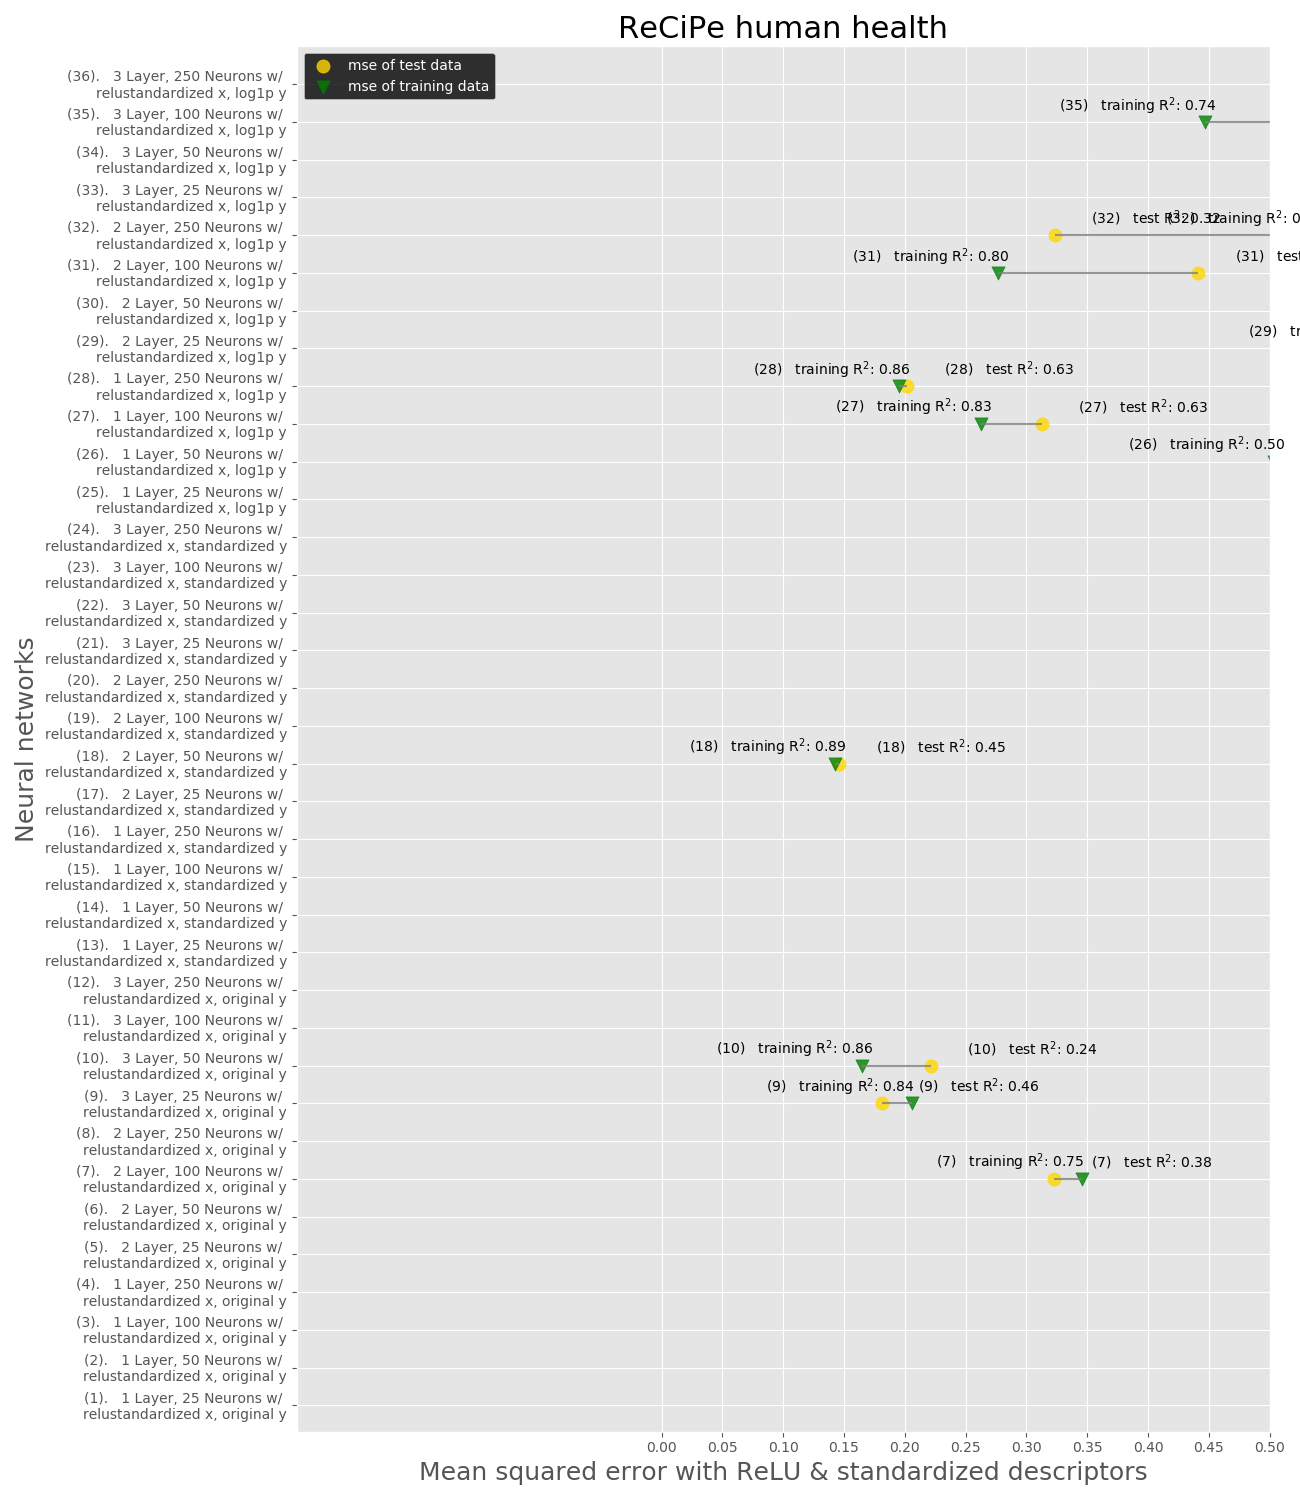 ReCiPe human health
mse of test data
mse of training data
(36).   3 Layer, 250 Neurons w/
relustandardized x, log1p y
(35).   3 Layer, 100 Neurons w/
relustandardized x, log1p y
(35)   training R²: 0.74
(34).   3 Layer, 50 Neurons w/
relustandardized x, log1p y
(33).   3 Layer, 25 Neurons w/
relustandardized x, log1p y
(32).   2 Layer, 250 Neurons w/
relustandardized x, log1p y
(32)   test R²: 0.32
(32)   training R²: 0
(31).   2 Layer, 100 Neurons w/
relustandardized x, log1p y
(31)   training R²: 0.80
(31)   test
(30).   2 Layer, 50 Neurons w/
relustandardized x, log1p y
(29).   2 Layer, 25 Neurons w/
relustandardized x, log1p y
(29)   tr
(28).   1 Layer, 250 Neurons w/
relustandardized x, log1p y
(28)   training R²: 0.86
(28)   test R²: 0.63
(27).   1 Layer, 100 Neurons w/
relustandardized x, log1p y
(27)   training R²: 0.83
(27)   test R²: 0.63
(26).   1 Layer, 50 Neurons w/
relustandardized x, log1p y
(26)   training R²: 0.50
(25).   1 Layer, 25 Neurons w/
relustandardized x, log1p y
(24).   3 Layer, 250 Neurons w/
relustandardized x, standardized y
(23).   3 Layer, 100 Neurons w/
relustandardized x, standardized y
(22).   3 Layer, 50 Neurons w/
relustandardized x, standardized y
(21).   3 Layer, 25 Neurons w/
relustandardized x, standardized y
(20).   2 Layer, 250 Neurons w/
relustandardized x, standardized y
(19).   2 Layer, 100 Neurons w/
relustandardized x, standardized y
(18).   2 Layer, 50 Neurons w/
relustandardized x, standardized y
(18)   training R²: 0.89
(18)   test R²: 0.45
(17).   2 Layer, 25 Neurons w/
relustandardized x, standardized y
(16).   1 Layer, 250 Neurons w/
relustandardized x, standardized y
(15).   1 Layer, 100 Neurons w/
relustandardized x, standardized y
(14).   1 Layer, 50 Neurons w/
relustandardized x, standardized y
(13).   1 Layer, 25 Neurons w/
relustandardized x, standardized y
(12).   3 Layer, 250 Neurons w/
relustandardized x, original y
(11).   3 Layer, 100 Neurons w/
relustandardized x, original y
(10).   3 Layer, 50 Neurons w/
relustandardized x, original y
(10)   training R²: 0.86
(10)   test R²: 0.24
(9).   3 Layer, 25 Neurons w/
relustandardized x, original y
(9)   training R²: 0.84
(9)   test R²: 0.46
(8).   2 Layer, 250 Neurons w/
relustandardized x, original y
(7).   2 Layer, 100 Neurons w/
relustandardized x, original y
(7)   training R²: 0.75
(7)   test R²: 0.38
(6).   2 Layer, 50 Neurons w/
relustandardized x, original y
(5).   2 Layer, 25 Neurons w/
relustandardized x, original y
(4).   1 Layer, 250 Neurons w/
relustandardized x, original y
(3).   1 Layer, 100 Neurons w/
relustandardized x, original y
(2).   1 Layer, 50 Neurons w/
relustandardized x, original y
(1).   1 Layer, 25 Neurons w/
relustandardized x, original y
Neural networks
0.00 0.05 0.10 0.15 0.20 0.25 0.30 0.35 0.40 0.45 0.50
Mean squared error with ReLU & standardized descriptors